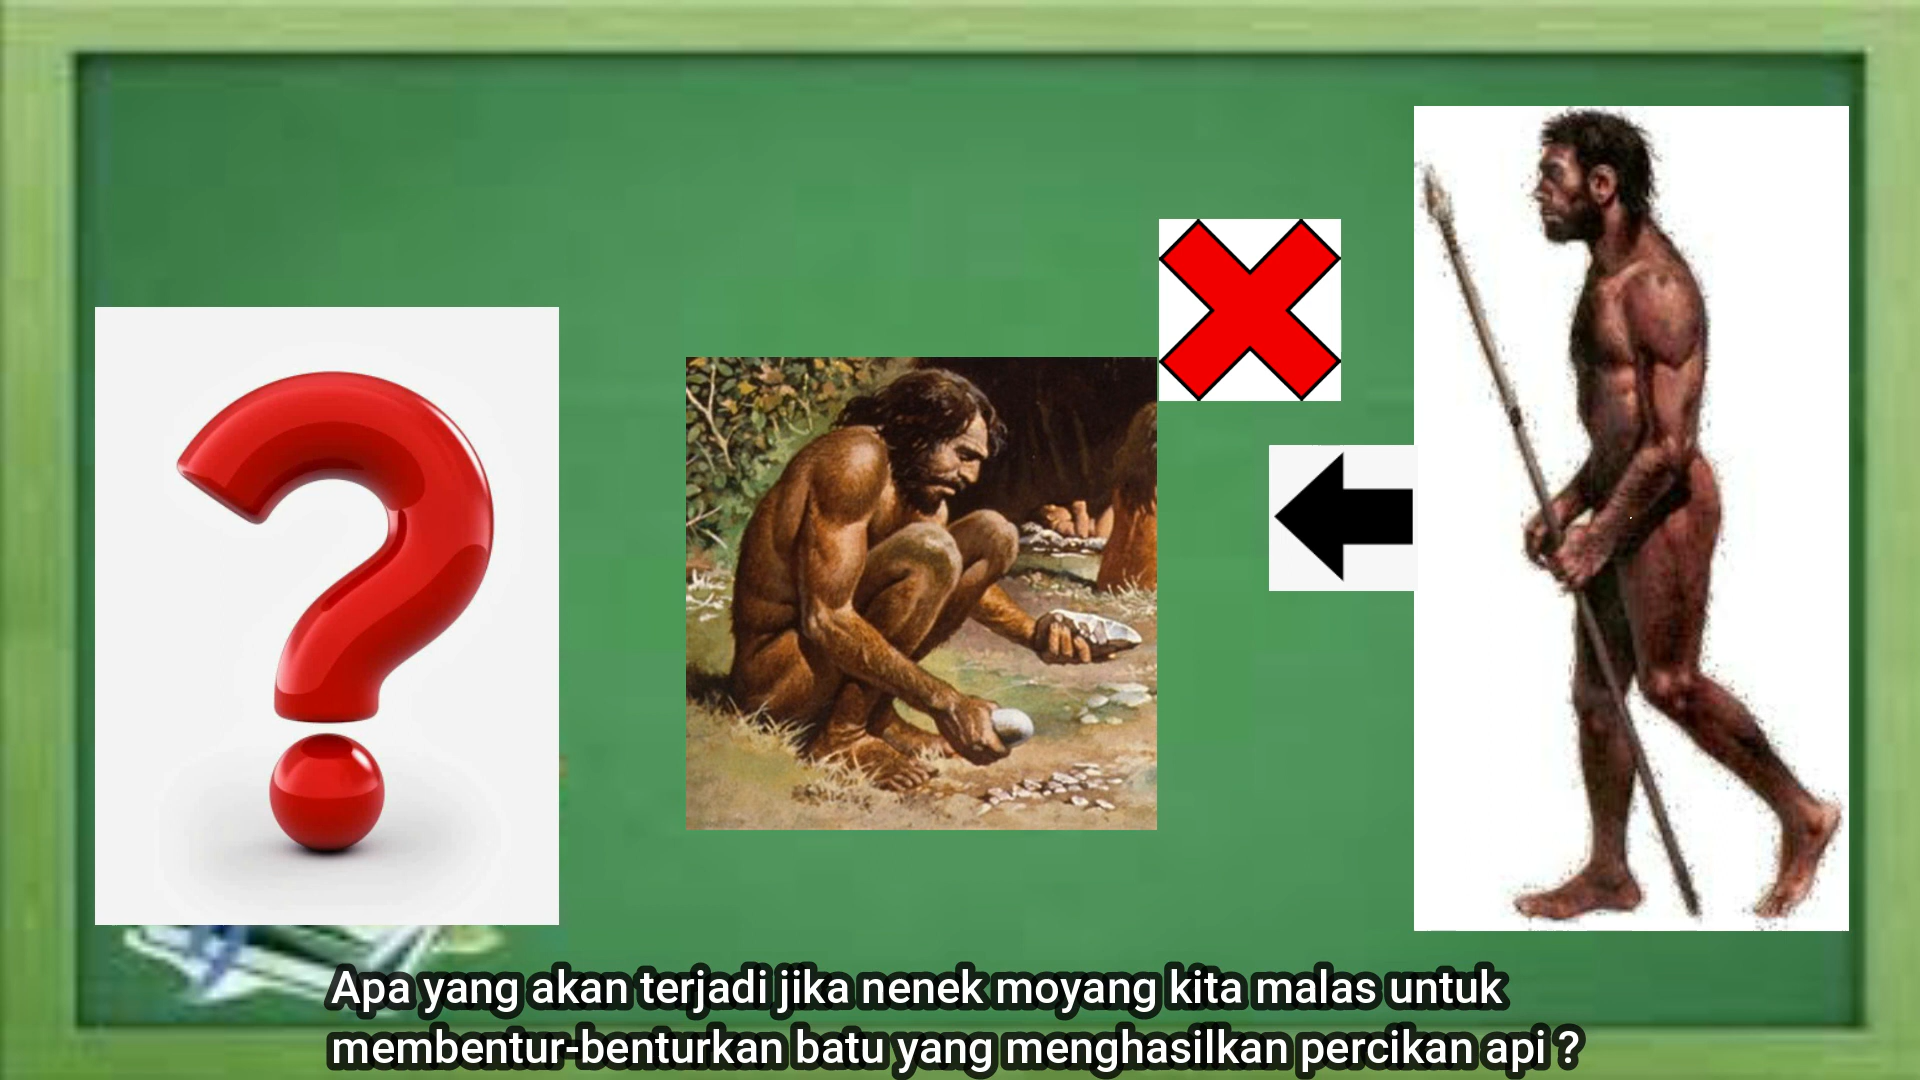 Apa yang akan terjadi jika nenek moyang kita malas untuk
membentur-benturkan batu yang menghasilkan percikan api ?